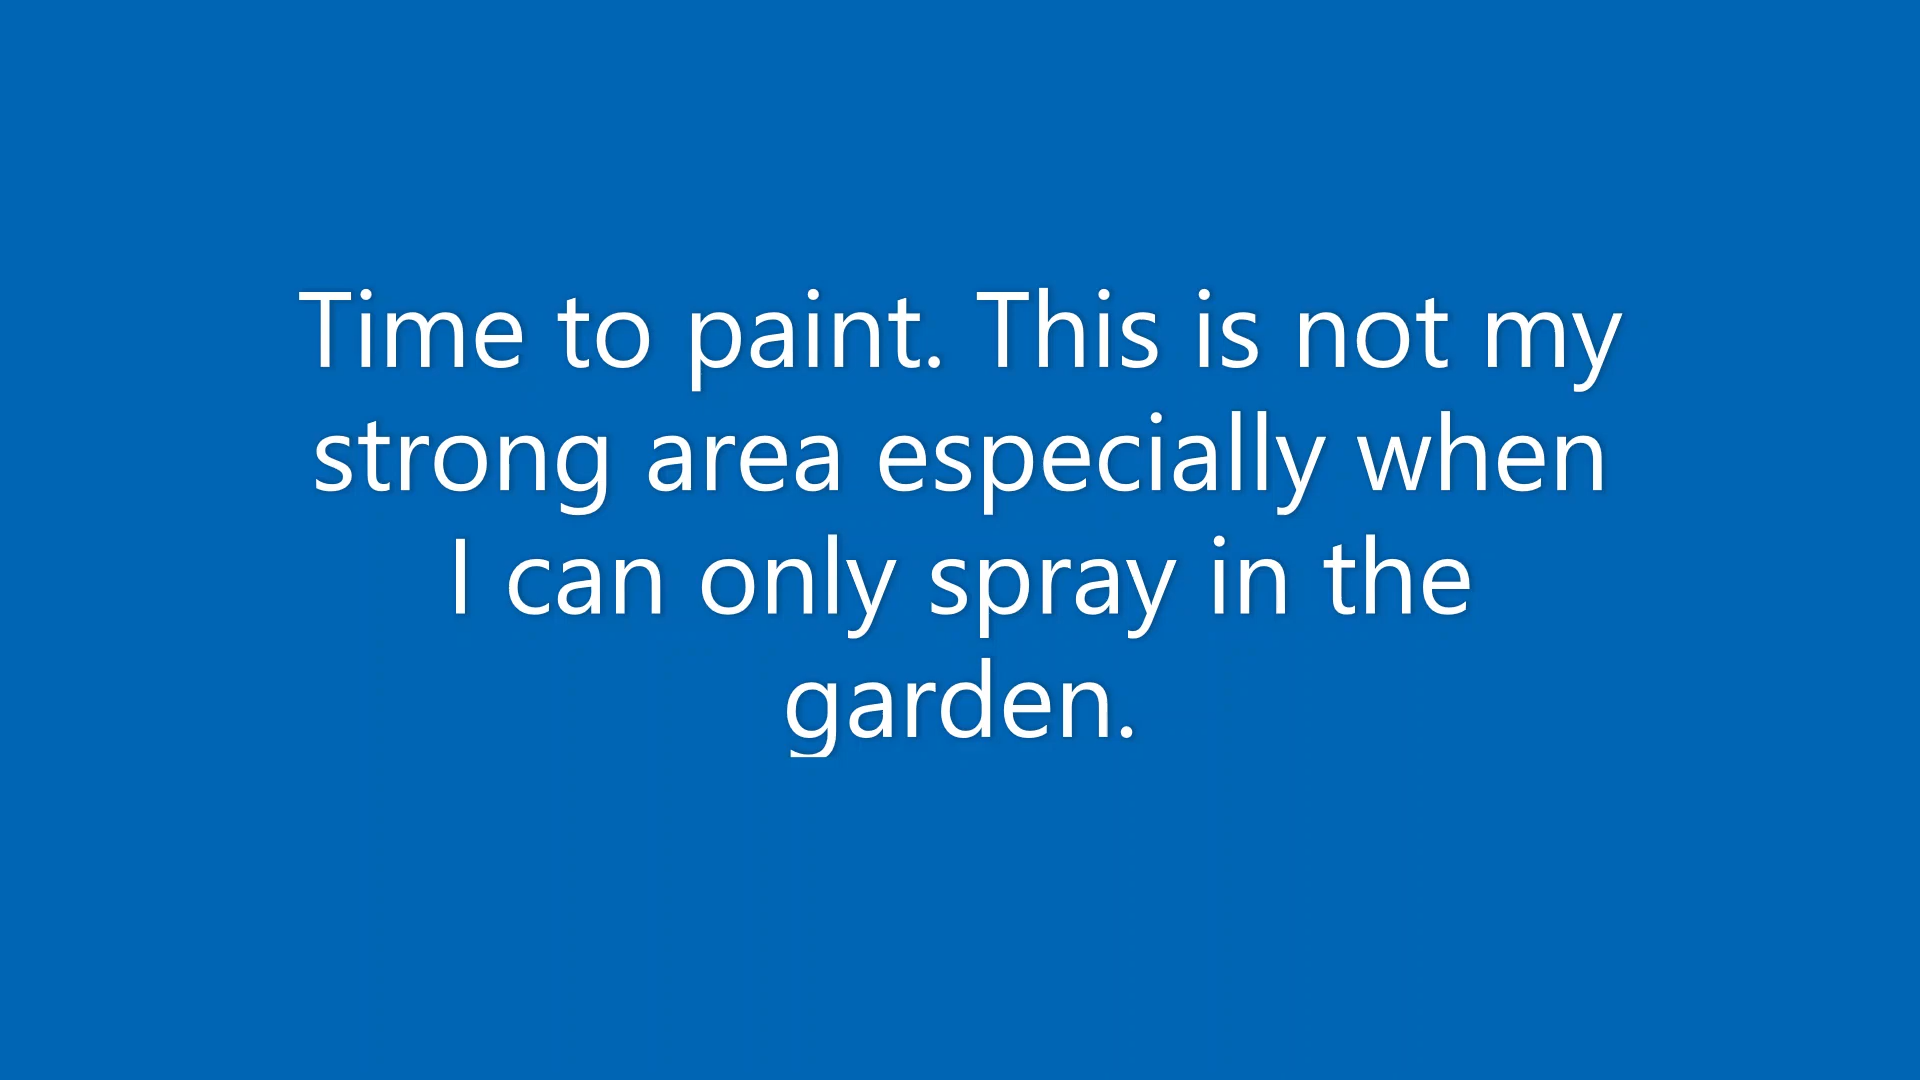 Time to paint. This is not my
strong area especially when
I can only spray in the
garden.